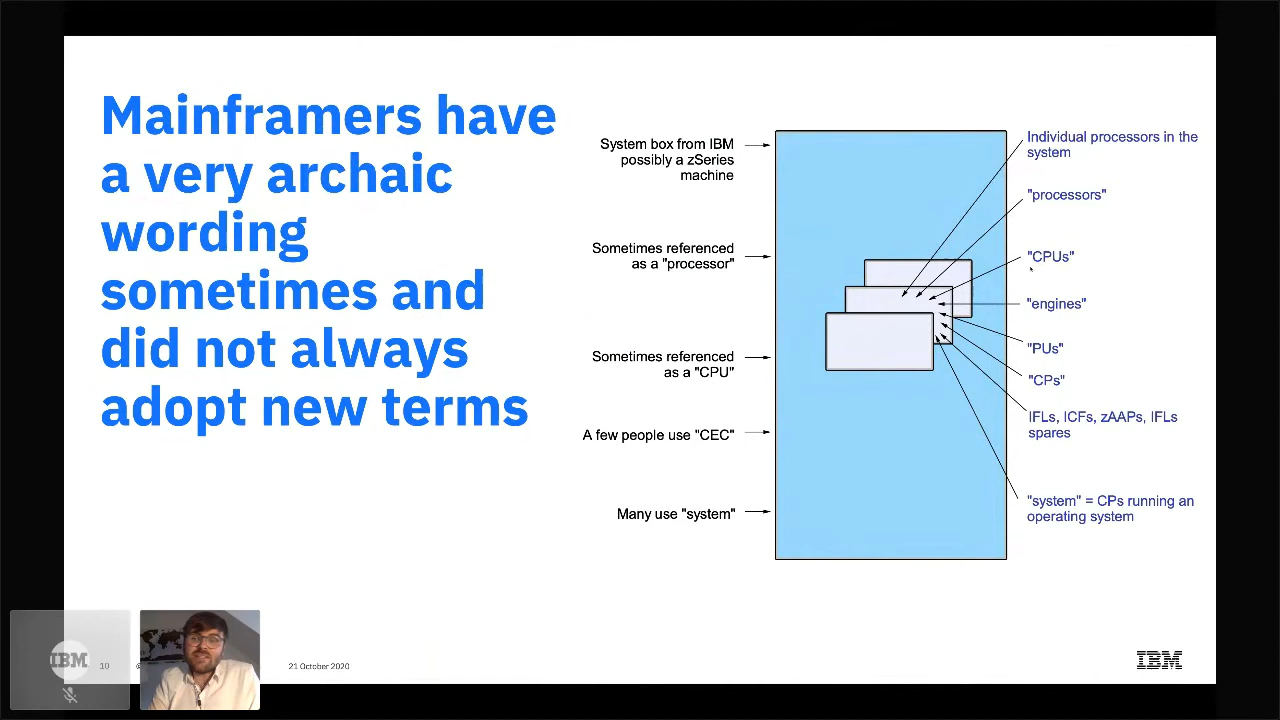 Mainframers have
a very archaic
wording
sometimes and
did not always
adopt new terms
System box from IBM
possibly a zSeries
machine
Sometimes referenced
as a "processor"
Sometimes referenced
as a "CPU"
A few people use "CEC"
Many use "system"
Individual processors in the
system
"processors"
"CPUs"
"engines"
"PUs"
"CPs"
IFLs, ICFs, zAAPs, IFLs
spares
"system" = CPs running an
operating system
IBM
10
21 October 2020
IBM